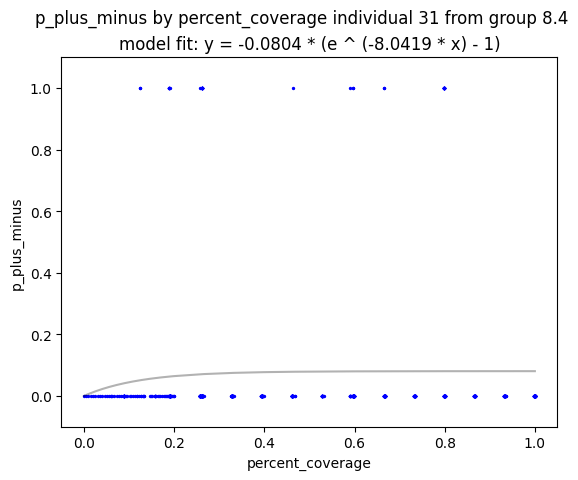 p_plus_minus by percent_coverage individual 31 from group 8.4
model fit: y = -0.0804 * (e ^ (-8.0419 * x) - 1)
1.0
0.8
0.6
0.4
0.2
0.0
p_plus_minus
0.0 0.2 0.4 0.6 0.8 1.0
percent_coverage